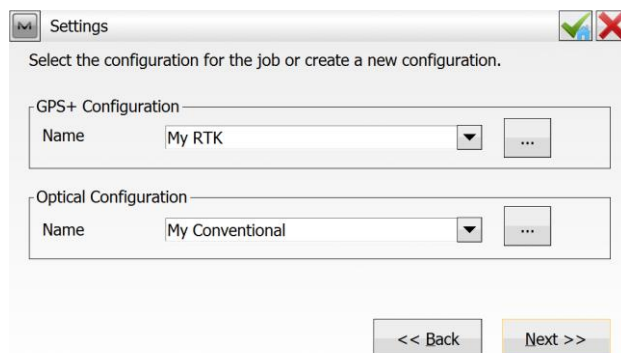 Settings
Select the configuration for the job or create a new configuration.
GPS+ Configuration
Name My RTK ...
Optical Configuration
Name My Conventional ...
<< Back Next >>